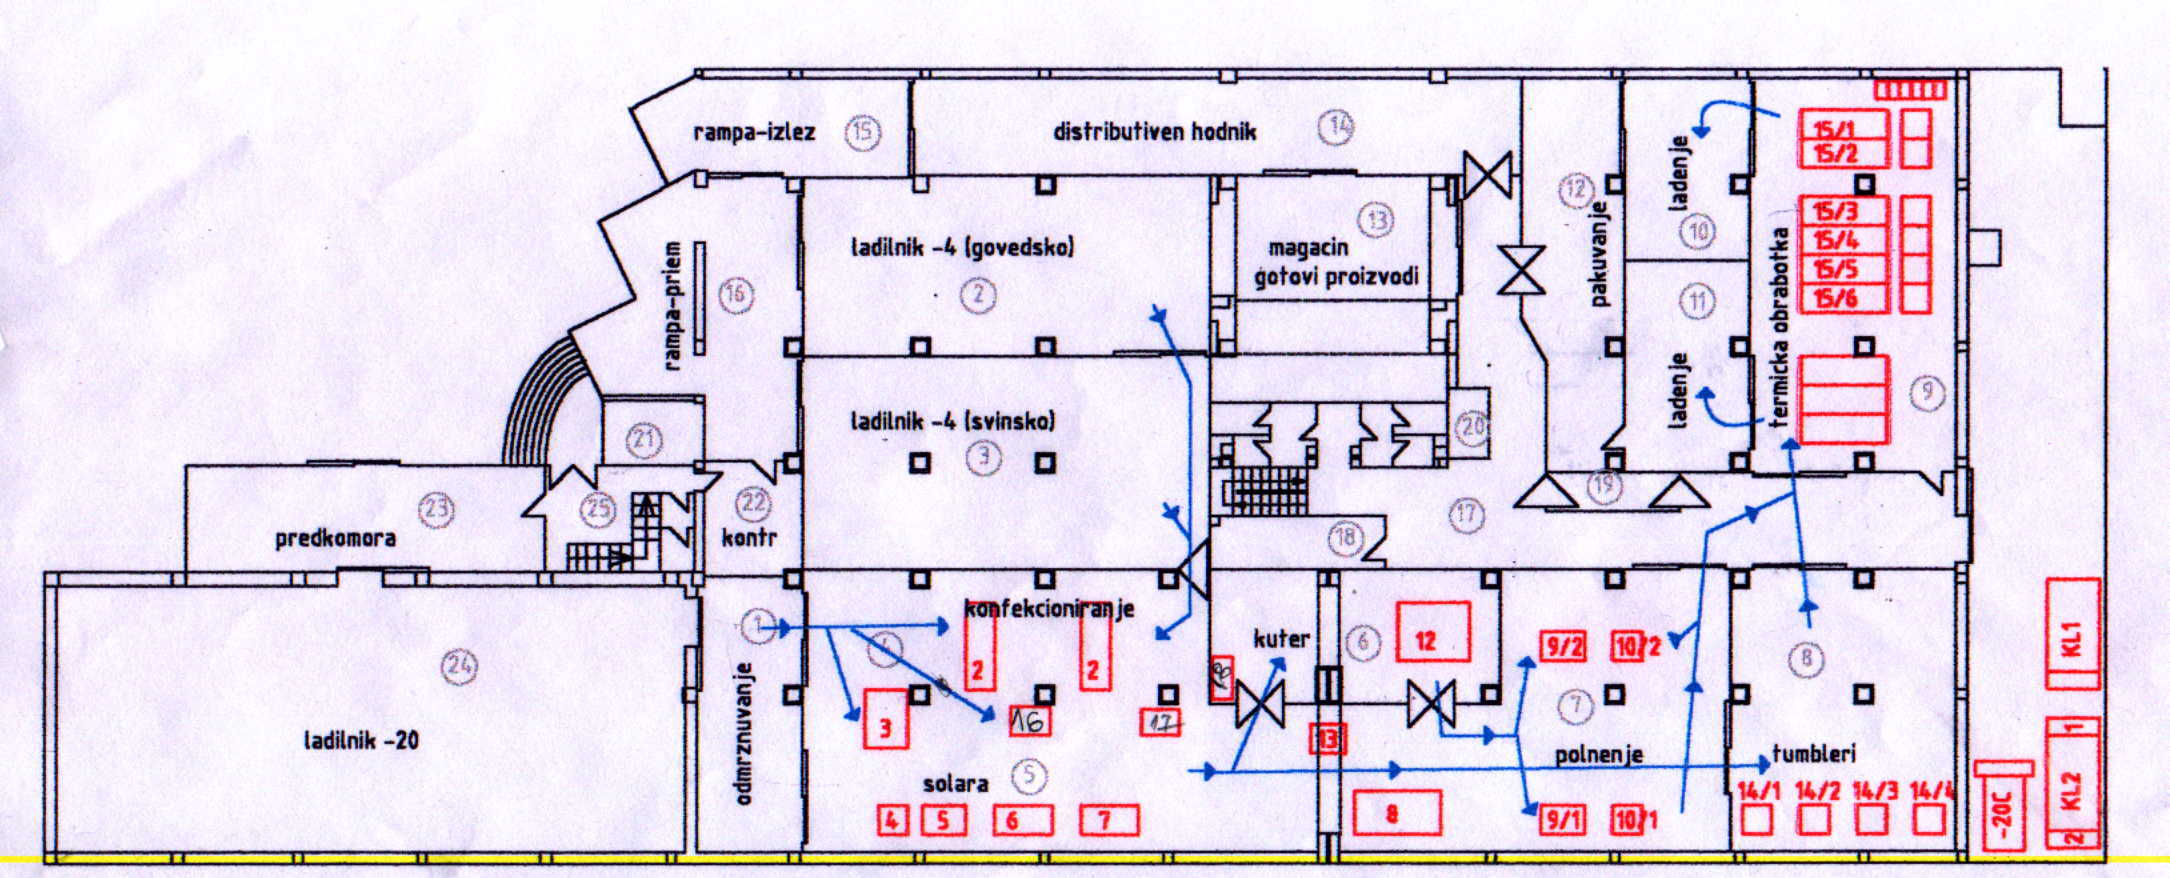 rampa-izlez 15
distributiven hodnik 14
ladenje
10
12
pakuvanje
15/1
15/2
15/3
15/4
15/5
15/6
termicka obrabotka
9
rampa-priem
16
ladilnik -4 (govedsko)
2
13
magacin
gotovi proizvodi
11
ladenje
ladilnik -4 (svinsko)
3
20
21
23
predkomora
25
22
kontr
18
17
19
1
odmrznuvanje
24
ladilnik -20
konfekcioniranje
4
2
2
3
16
17
solara 5
4
5
6
7
kuter
6
12
13
8
9/2
10/2
7
polnenje
9/1
10/1
8
tumbleri
14/1
14/2
14/3
14/4
KL1
1
KL2
2
-20C